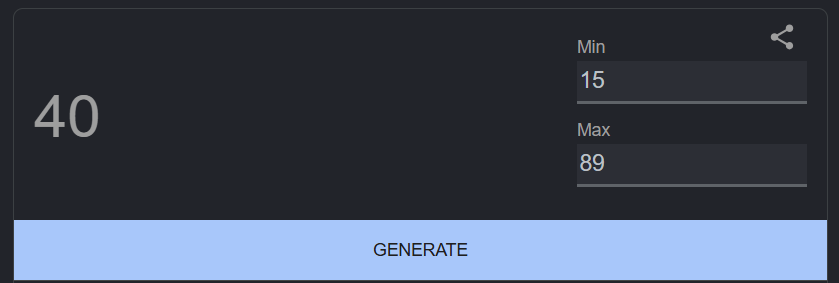 Min
15
40
Max
89
GENERATE